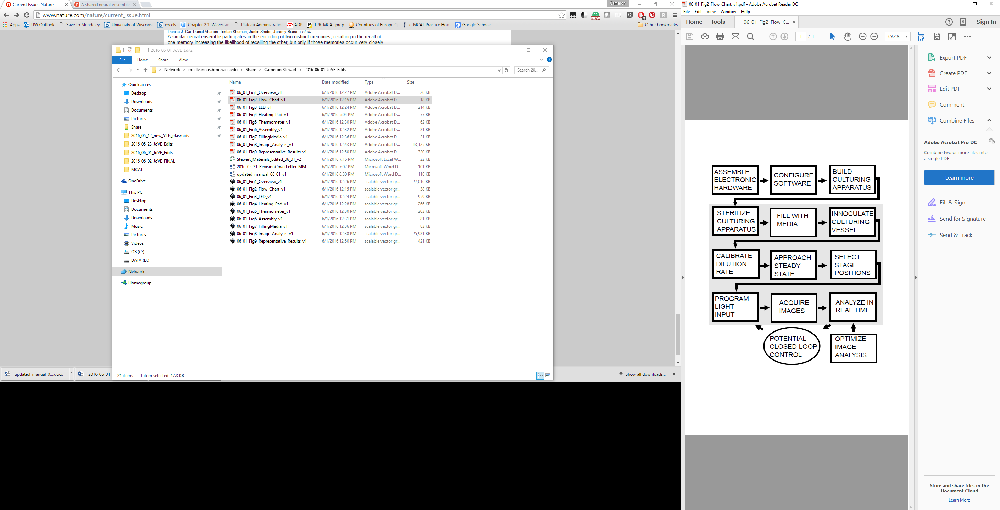 Current Issue : Nature
A shared neural ensemble
Cameron
www.nature.com/nature/current_issue.html
NEW
3
Apps
UW Outlook
Save to Mendeley
University of Wiscons
excels
Chapter 2.1: Waves an
Plateau Administratio
ADP
TPR-MCAT prep
Countries of Europe
e-MCAT Practice Hom
Google Scholar
Other bookmarks
Denise J. Cai, Daniel Aharoni, Tristan Shuman, Justin Shobe, Jeremy Biane + et al.
A similar neural ensemble participates in the encoding of two distinct memories, resulting in the recall of
one memory increasing the likelihood of recalling the other, but only if those memories occur very closely
2016_06_01_JoVE_Edits
File Home Share View
Network > mccleannas.bme.wisc.edu > Share > Cameron Stewart > 2016_06_01_JoVE_Edits
Search 20...
Quick access
Desktop
Downloads
Documents
Pictures
Share
2016_05_12_new_YTK_plasmids
2016_05_23_JoVE_Edits
2016_06_01_JoVE_Edits
2016_06_02_JoVE_FINAL
MCAT
OneDrive
This PC
Desktop
Documents
Downloads
Music
Pictures
Videos
OS (C:)
DATA (D:)
Network
Homegroup
Name Date modified Type Size
06_01_Fig1_Overview_v1 6/1/2016 12:27 PM Adobe Acrobat D... 26 KB
06_01_Fig2_Flow_Chart_v1 6/1/2016 12:15 PM Adobe Acrobat D... 18 KB
06_01_Fig3_LED_v1 6/1/2016 12:24 PM Adobe Acrobat D... 214 KB
06_01_Fig4_Heating_Pad_v1 6/1/2016 5:04 PM Adobe Acrobat D... 77 KB
06_01_Fig5_Thermometer_v1 6/1/2016 12:30 PM Adobe Acrobat D... 62 KB
06_01_Fig6_Assembly_v1 6/1/2016 12:32 PM Adobe Acrobat D... 31 KB
06_01_Fig7_FillingMedia_v1 6/1/2016 12:36 PM Adobe Acrobat D... 21 KB
06_01_Fig8_Image_Analysis_v1 6/1/2016 12:43 PM Adobe Acrobat D... 13,125 KB
06_01_Fig9_Representative_Results_v1 6/1/2016 12:50 PM Adobe Acrobat D... 320 KB
Stewart_Materials_Edited_06_01_v2 6/1/2016 7:16 PM Microsoft Excel W... 22 KB
2016_05_31_RevisionCoverLetter_MM 6/1/2016 7:02 PM Microsoft Word D... 101 KB
updated_manual_06_01_v1 6/1/2016 6:30 PM Microsoft Word D... 118 KB
06_01_Fig1_Overview_v1 6/1/2016 12:26 PM scalable vector gr... 27,016 KB
06_01_Fig2_Flow_Chart_v1 6/1/2016 12:15 PM scalable vector gr... 38 KB
06_01_Fig3_LED_v1 6/1/2016 12:24 PM scalable vector gr... 959 KB
06_01_Fig4_Heating_Pad_v1 6/1/2016 12:28 PM scalable vector gr... 266 KB
06_01_Fig5_Thermometer_v1 6/1/2016 12:30 PM scalable vector gr... 203 KB
06_01_Fig6_Assembly_v1 6/1/2016 12:31 PM scalable vector gr... 81 KB
06_01_Fig7_FillingMedia_v1 6/1/2016 12:36 PM scalable vector gr... 83 KB
06_01_Fig8_Image_Analysis_v1 6/1/2016 12:38 PM scalable vector gr... 25,931 KB
06_01_Fig9_Representative_Results_v1 6/1/2016 12:50 PM scalable vector gr... 421 KB
21 items 1 item selected 17.3 KB
updated_manual_0....docx
2016_06_01_
Show all downloads...
06_01_Fig2_Flow_Chart_v1.pdf - Adobe Acrobat Reader DC
File Edit View Window Help
Home Tools 06_01_Fig2_Flow_C... Sign In
1 / 1
69.2%
ASSEMBLE
ELECTRONIC
HARDWARE
CONFIGURE
SOFTWARE
BUILD
CULTURING
APPARATUS
STERILIZE
CULTURING
APPARATUS
FILL WITH
MEDIA
INNOCULATE
CULTURING
VESSEL
CALIBRATE
DILUTION
RATE
APPROACH
STEADY
STATE
SELECT
STAGE
POSITIONS
PROGRAM
LIGHT
INPUT
ACQUIRE
IMAGES
ANALYZE IN
REAL TIME
POTENTIAL
CLOSED-LOOP
CONTROL
OPTIMIZE
IMAGE
ANALYSIS
Export PDF
Create PDF
Edit PDF
Comment
Combine Files
Adobe Acrobat Pro DC
Combine two or more files into
a single PDF
Learn more
Fill & Sign
Send for Signature
Send & Track
Store and share files in the
Document Cloud
Learn More